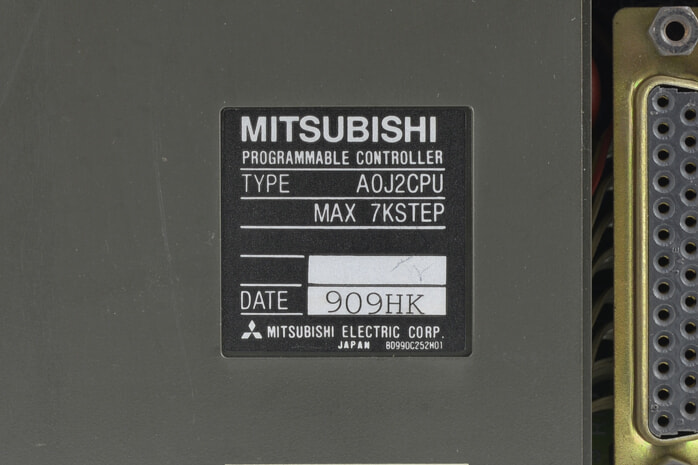 MITSUBISHI
PROGRAMMABLE CONTROLLER
TYPE A0J2CPU
MAX 7KSTEP
DATE 909HK
MITSUBISHI ELECTRIC CORP.
JAPAN BD990C252H01